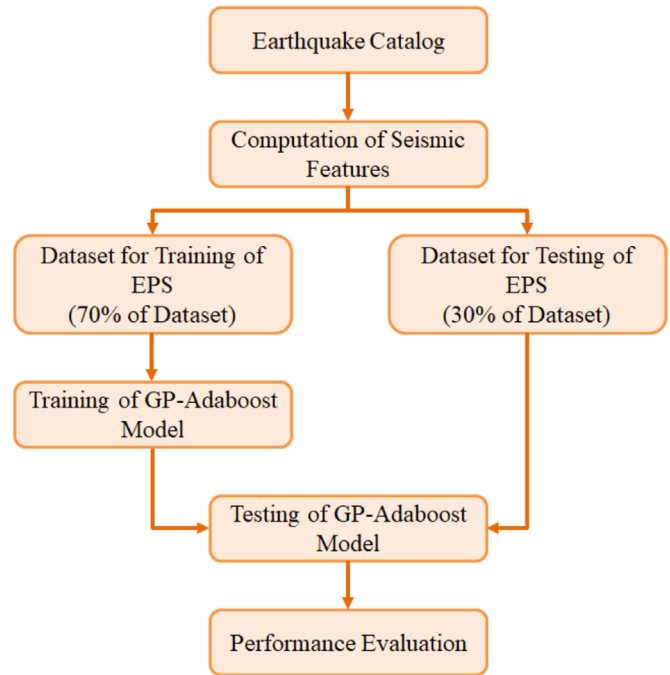 Earthquake Catalog
Computation of Seismic
Features
Dataset for Training of
EPS
(70% of Dataset)
Dataset for Testing of
EPS
(30% of Dataset)
Training of GP-Adaboost
Model
Testing of GP-Adaboost
Model
Performance Evaluation